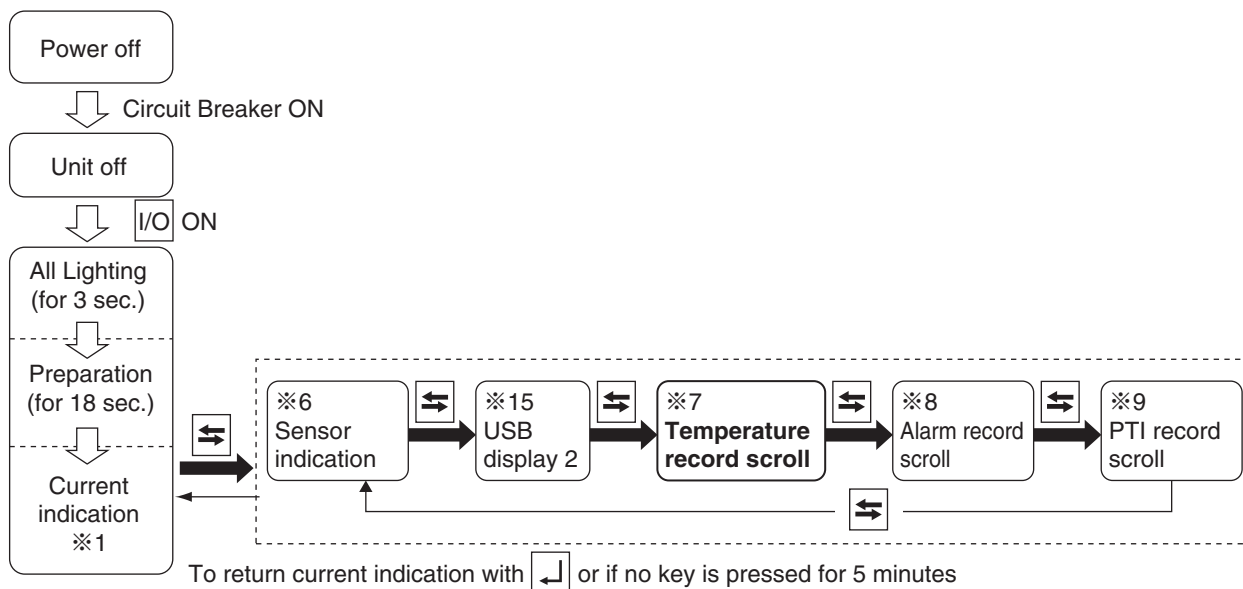 Power off
Circuit Breaker ON
Unit off
I/O ON
All Lighting
(for 3 sec.)
Preparation
(for 18 sec.)
Current
indication
※1
※6
Sensor
indication
※15
USB
display 2
※7
Temperature
record scroll
※8
Alarm record
scroll
※9
PTI record
scroll
To return current indication with ↵ or if no key is pressed for 5 minutes